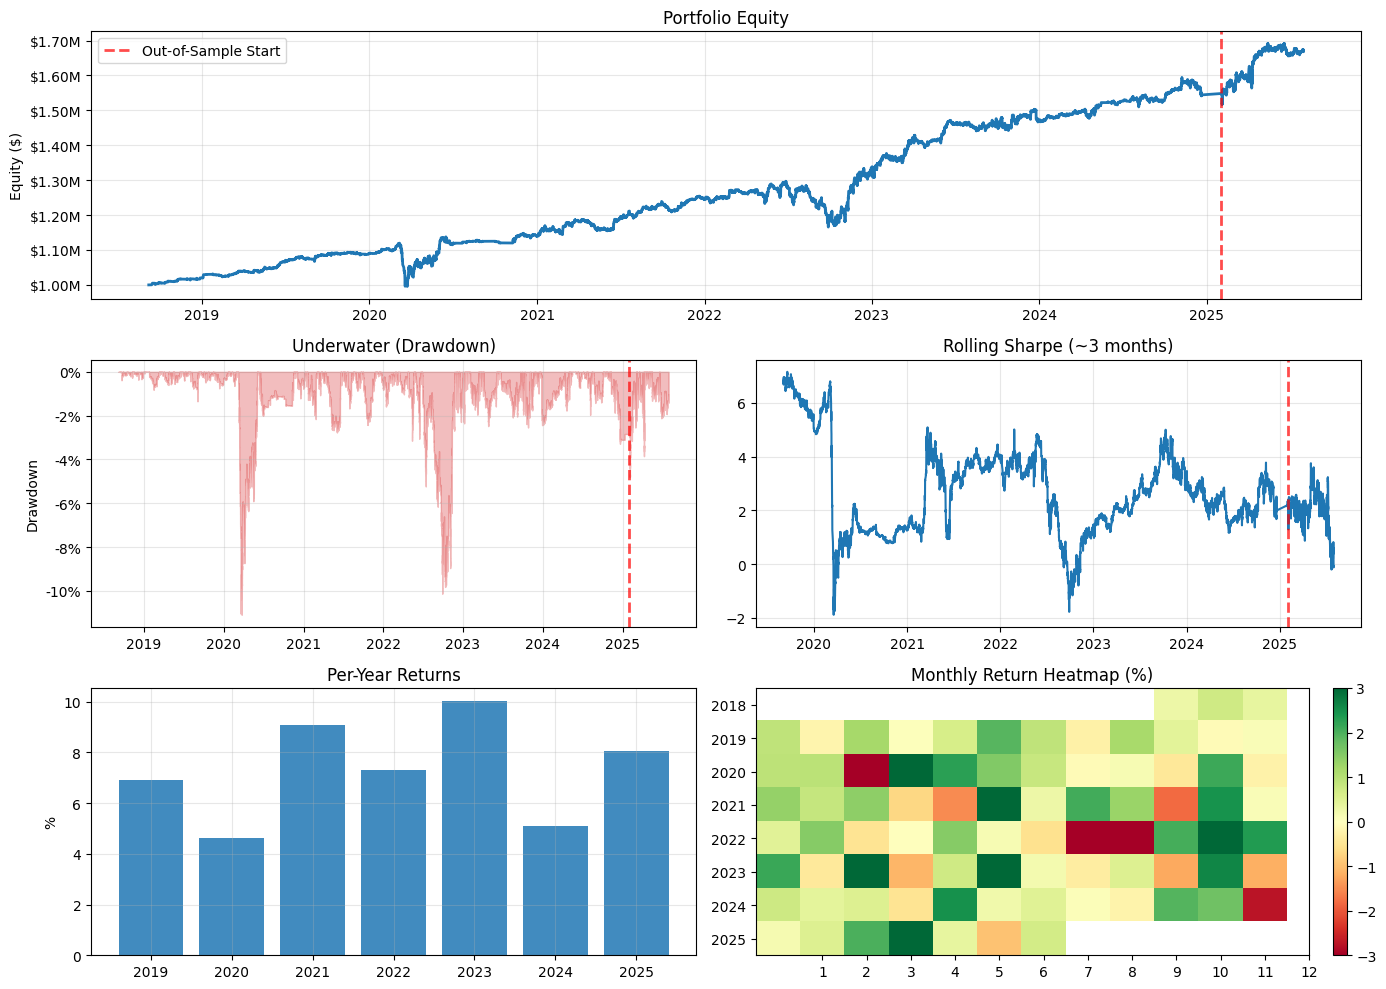 Portfolio Equity
Out-of-Sample Start
Equity ($)
$1.70M
$1.60M
$1.50M
$1.40M
$1.30M
$1.20M
$1.10M
$1.00M
2019 2020 2021 2022 2023 2024 2025
Underwater (Drawdown)
Drawdown
0%
-2%
-4%
-6%
-8%
-10%
2019 2020 2021 2022 2023 2024 2025
Rolling Sharpe (~3 months)
6
4
2
0
−2
2020 2021 2022 2023 2024 2025
Per-Year Returns
%
10
8
6
4
2
0
2019 2020 2021 2022 2023 2024 2025
Monthly Return Heatmap (%)
2018
2019
2020
2021
2022
2023
2024
2025
1 2 3 4 5 6 7 8 9 10 11 12
3
2
1
0
−1
−2
−3